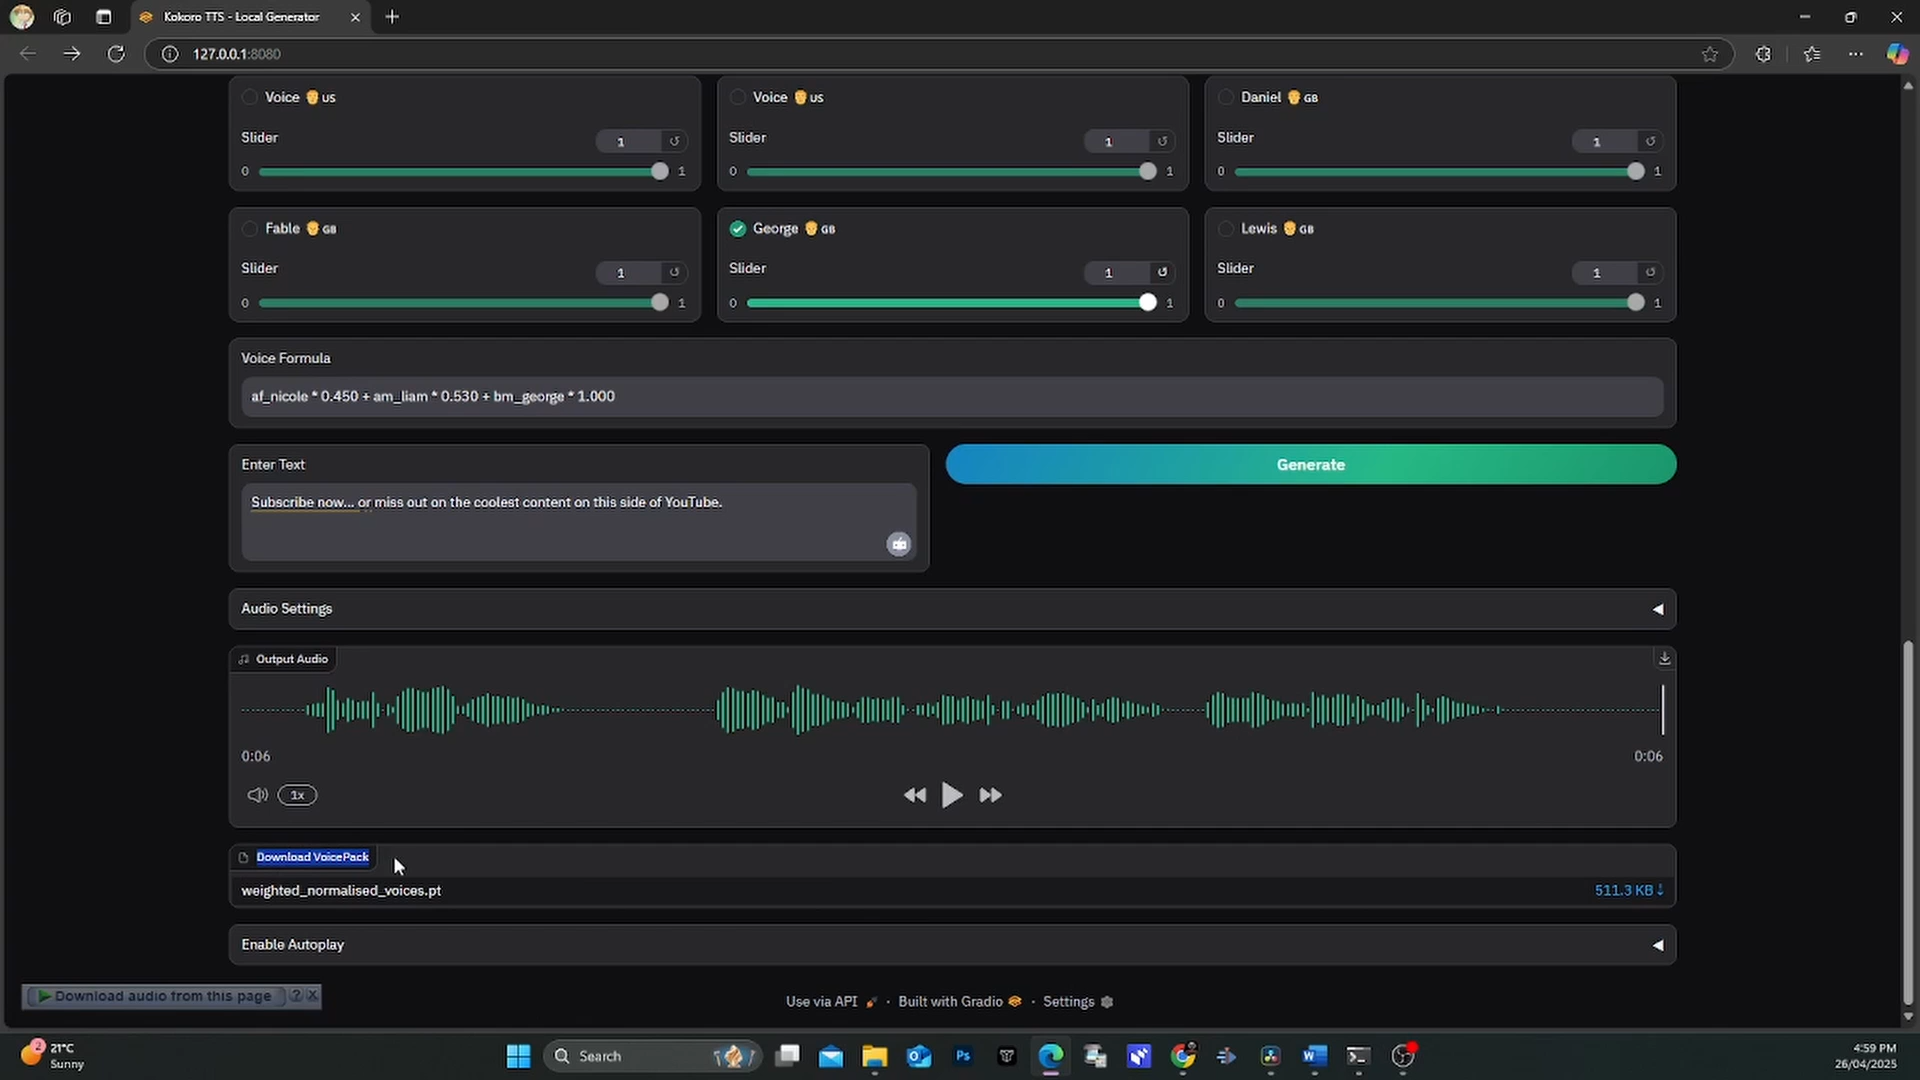 Kokoro TTS - Local Generator
127.0.0.1:8080
Voice US
Voice US
Daniel GB
Slider 1
Slider 1
Slider 1
0 1
0 1
0 1
Fable GB
George GB
Lewis GB
Slider 1
Slider 1
Slider 1
0 1
0 1
0 1
Voice Formula
af_nicole * 0.450 + am_liam * 0.530 + bm_george * 1.000
Enter Text
Generate
Subscribe now... or miss out on the coolest content on this side of YouTube.
Audio Settings
Output Audio
0:06
0:06
1x
Download VoicePack
weighted_normalised_voices.pt
511.3 KB
Enable Autoplay
Download audio from this page ? X
Use via API · Built with Gradio · Settings
2
21°C
Sunny
Search
Ps
W
4:59 PM
26/04/2025